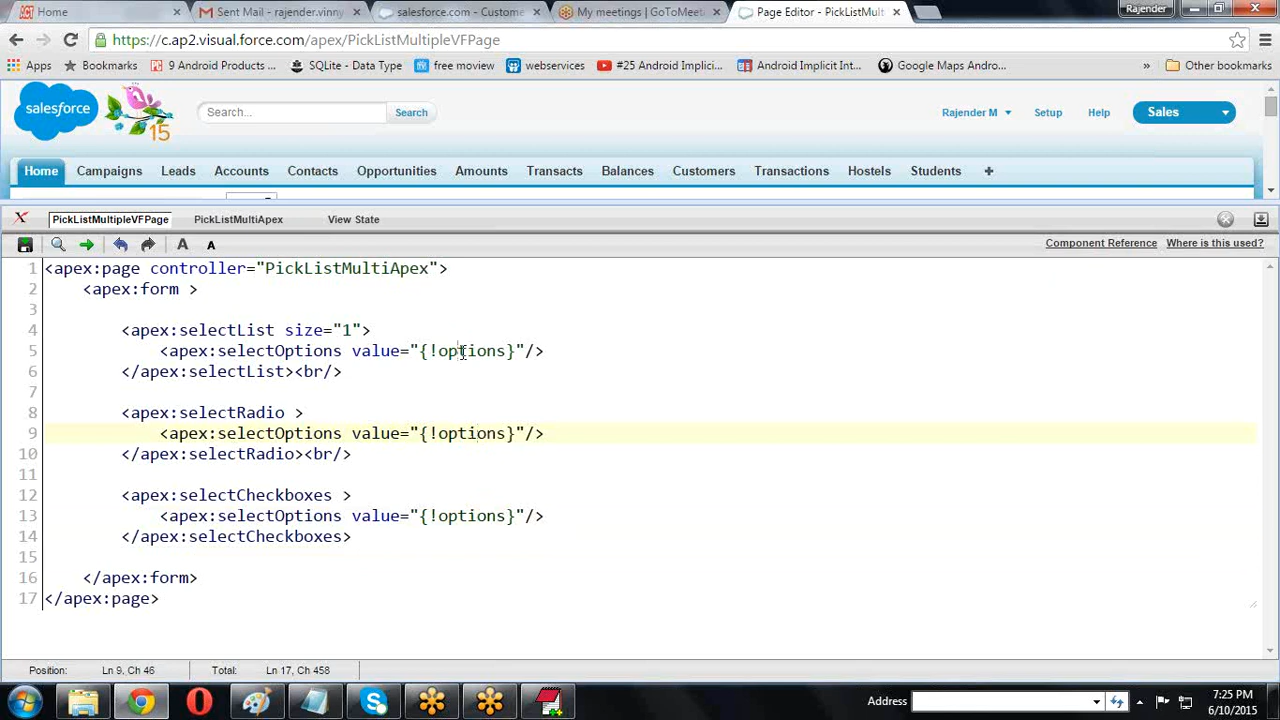 Home
Sent Mail - rajender.vinny
salesforce.com - Custome
My meetings | GoToMeet
Page Editor - PickListMult
Rajender
https://c.ap2.visual.force.com/apex/PickListMultipleVFPage
Apps
Bookmarks
9 Android Products ...
SQLite - Data Type
free moview
webservices
#25 Android Implici...
Android Implicit Int...
Google Maps Andro...
»
Other bookmarks
salesforce
15
Search...
Search
Rajender M
Setup
Help
Sales
Home
Campaigns
Leads
Accounts
Contacts
Opportunities
Amounts
Transacts
Balances
Customers
Transactions
Hostels
Students
PickListMultipleVFPage
PickListMultiApex
View State
A
A
Component Reference
Where is this used?
1 <apex:page controller="PickListMultiApex">
2 <apex:form >
3
4 <apex:selectList size="1">
5 <apex:selectOptions value="{!options}"/>
6 </apex:selectList><br/>
7
8 <apex:selectRadio >
9 <apex:selectOptions value="{!options}"/>
10 </apex:selectRadio><br/>
11
12 <apex:selectCheckboxes >
13 <apex:selectOptions value="{!options}"/>
14 </apex:selectCheckboxes>
15
16 </apex:form>
17 </apex:page>
Position:
Ln 9, Ch 46
Total:
Ln 17, Ch 458
Address
7:25 PM
6/10/2015